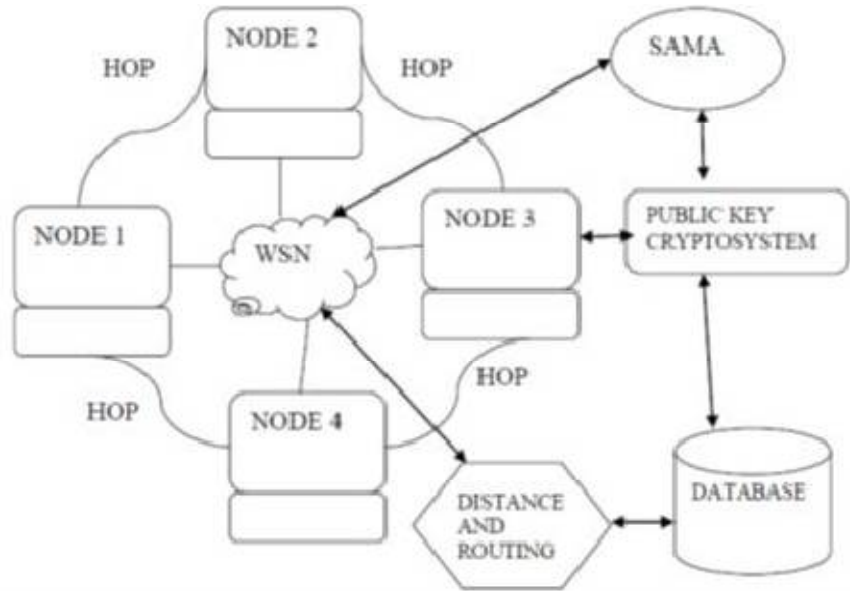 NODE 2
HOP
HOP
SAMA
NODE 1
WSN
NODE 3
PUBLIC KEY
CRYPTOSYSTEM
HOP
HOP
NODE 4
DISTANCE
AND
ROUTING
DATABASE